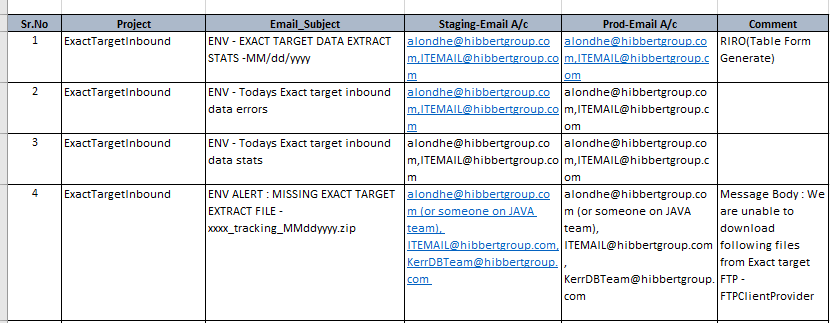 Sr.No Project Email_Subject Staging-Email A/c Prod-Email A/c Comment
1 ExactTargetInbound ENV - EXACT TARGET DATA EXTRACT alondhe@hibbertgroup.co alondhe@hibbertgroup.co RIRO(Table Form
STATS -MM/dd/yyyy m,ITEMAIL@hibbertgroup.co m,ITEMAIL@hibbertgroup.c Generate)
m om
2 ExactTargetInbound ENV - Todays Exact target inbound alondhe@hibbertgroup.co alondhe@hibbertgroup.co
data errors m,ITEMAIL@hibbertgroup.co m,ITEMAIL@hibbertgroup.c
m om
3 ExactTargetInbound ENV - Todays Exact target inbound alondhe@hibbertgroup.co alondhe@hibbertgroup.co
data stats m,ITEMAIL@hibbertgroup.co m,ITEMAIL@hibbertgroup.c
m om
4 ExactTargetInbound ENV ALERT : MISSING EXACT TARGET alondhe@hibbertgroup.co alondhe@hibbertgroup.co Message Body : We
EXTRACT FILE - m (or someone on JAVA m (or someone on JAVA are unable to
xxxx_tracking_MMddyyyy.zip team), team), download
ITEMAIL@hibbertgroup.com, ITEMAIL@hibbertgroup.com following files
KerrDBTeam@hibbertgroup. , from Exact target
com KerrDBTeam@hibbertgroup. FTP -
com FTPClientProvider